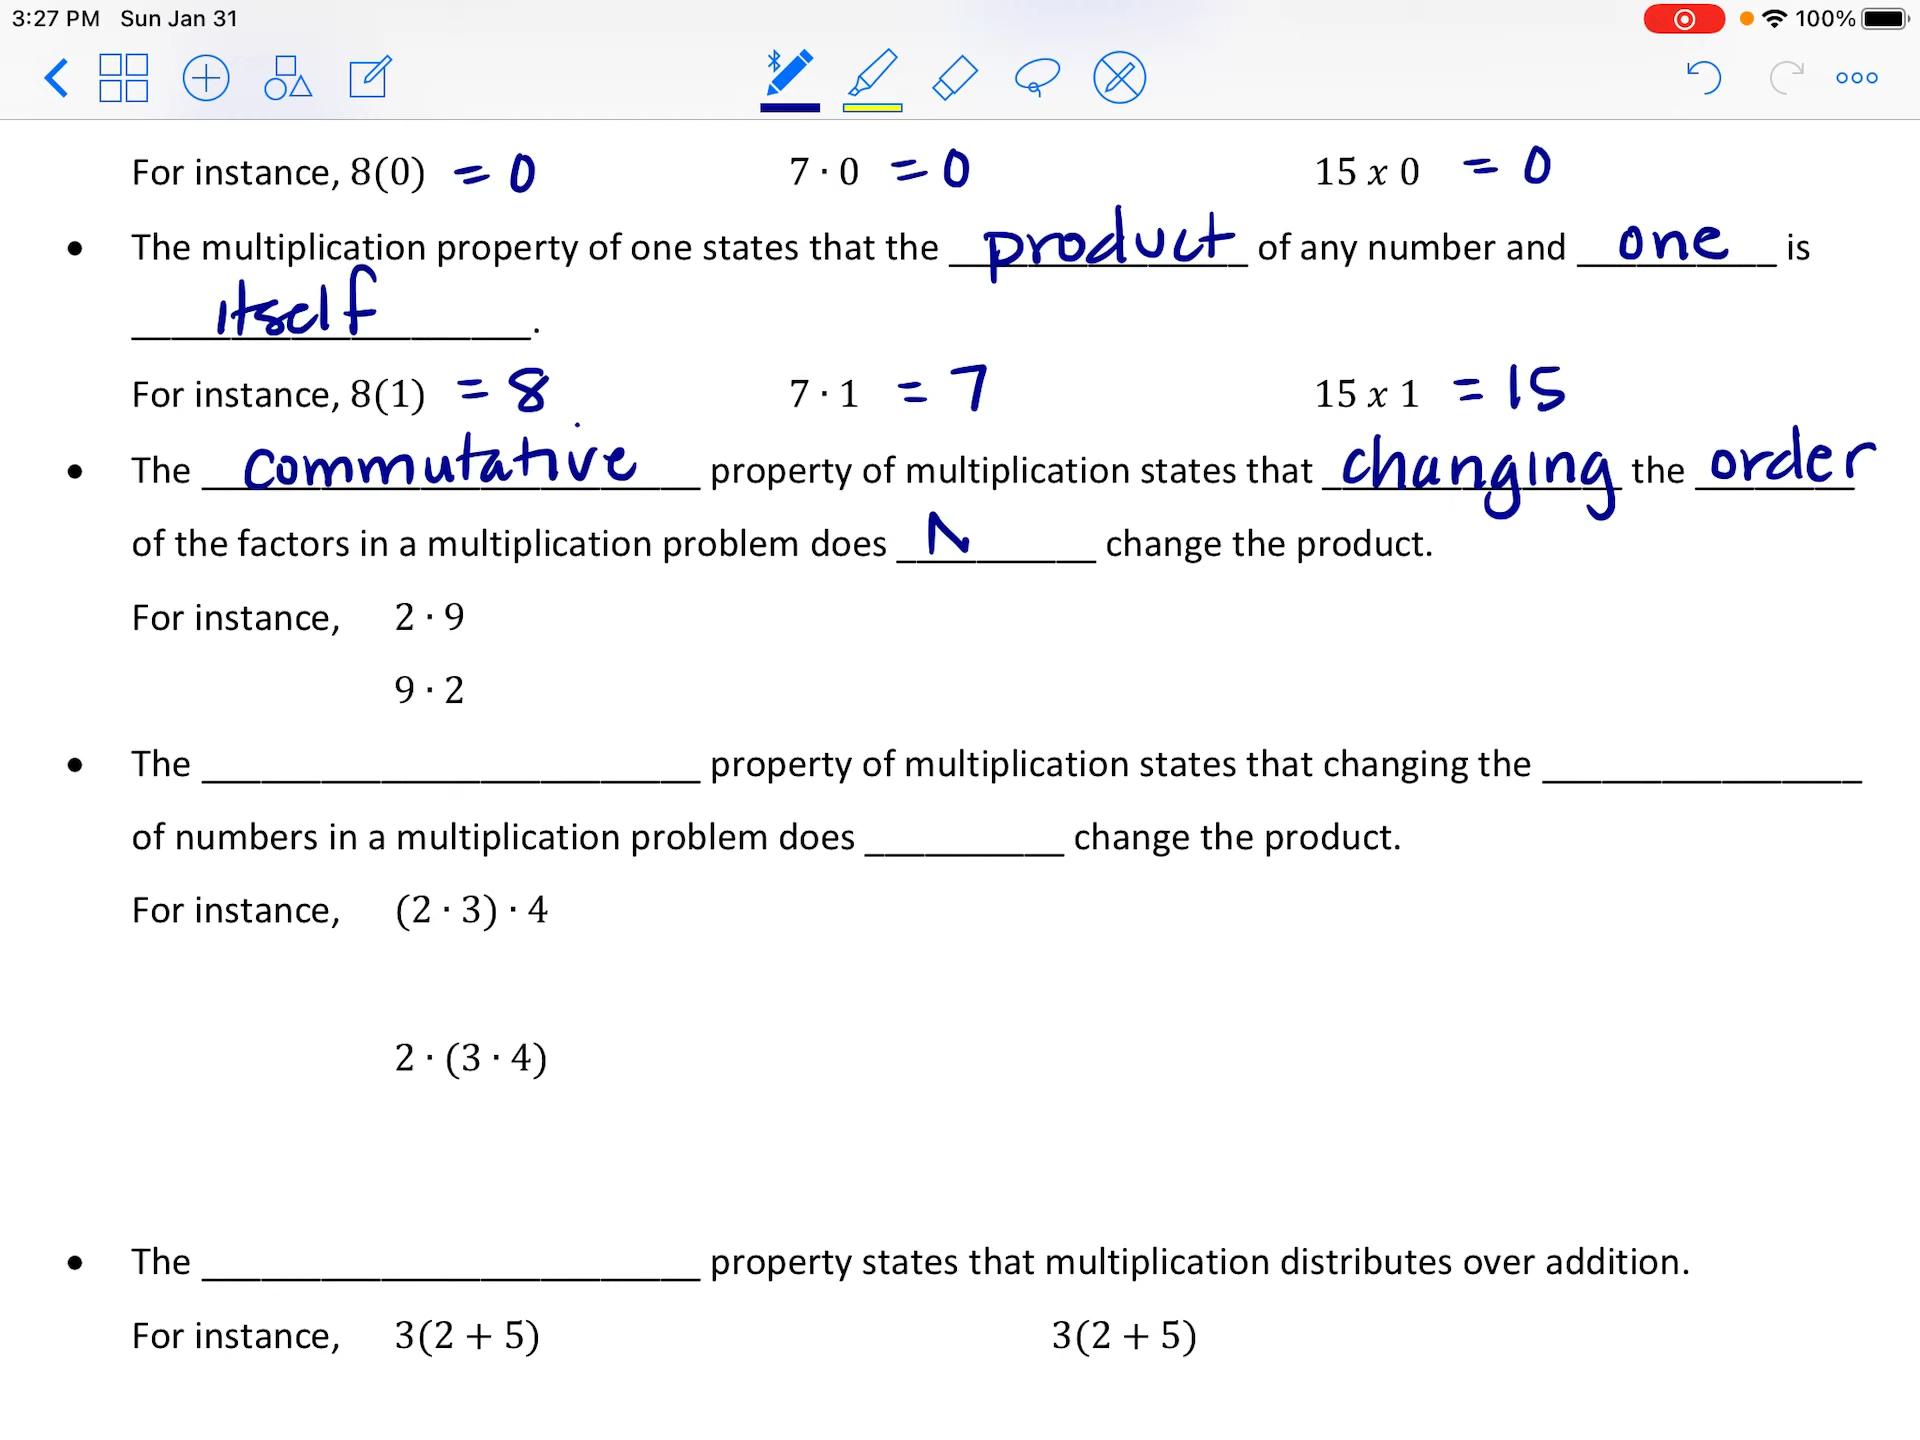 3:27 PM Sun Jan 31 100%
For instance, 8(0) = 0 7 · 0 = 0 15 x 0 = 0
• The multiplication property of one states that the product of any number and one is
itself.
For instance, 8(1) = 8 7 · 1 = 7 15 x 1 = 15
• The commutative property of multiplication states that changing the order
of the factors in a multiplication problem does N change the product.
For instance, 2 · 9
9 · 2
• The ______ property of multiplication states that changing the ______
of numbers in a multiplication problem does ______ change the product.
For instance, (2 · 3) · 4
2 · (3 · 4)
• The ______ property states that multiplication distributes over addition.
For instance, 3(2 + 5) 3(2 + 5)